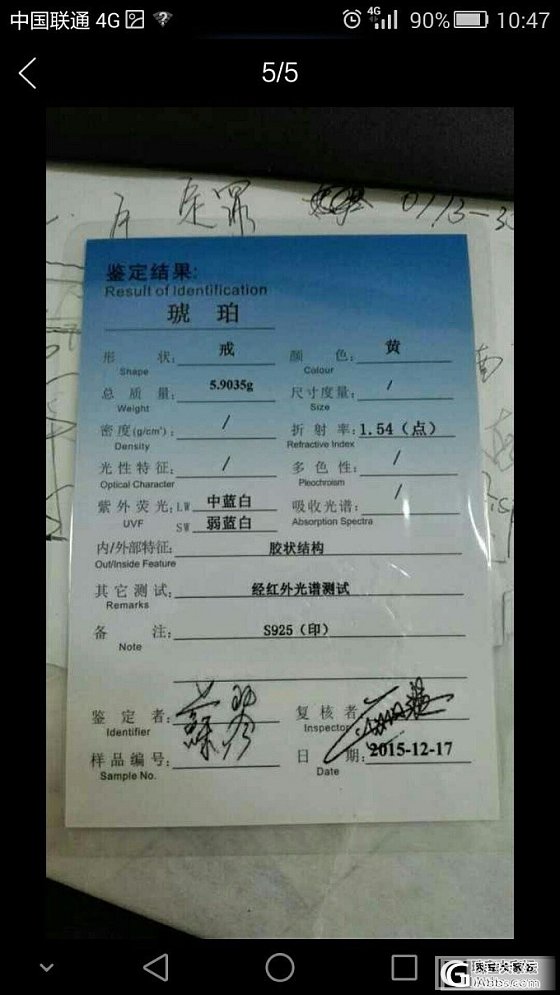 中国联通 4G 4G 90% 10:47
5/5
定罪 0773-3
鉴定结果:
Result of Identification
琥 珀
形 状: 戒 颜 色: 黄
Shape Colour
总 质 量: 5.9035g 尺寸度量: /
Weight Size
密度(g/cm³): / 折 射 率: 1.54（点）
Density Refractive Index
光性特征: / 多 色 性: /
Optical Character Pleochroism
紫外荧光: LW 中蓝白 吸收光谱: /
UVF SW 弱蓝白 Absorption Spectra
内/外部特征: 胶状结构
Out/Inside Feature
其它测试: 经红外光谱测试
Remarks
备 注: S925（印）
Note
鉴 定 者: 复 核 者:
Identifier Inspector
样品编号: 日 期: 2015-12-17
Sample No. Date